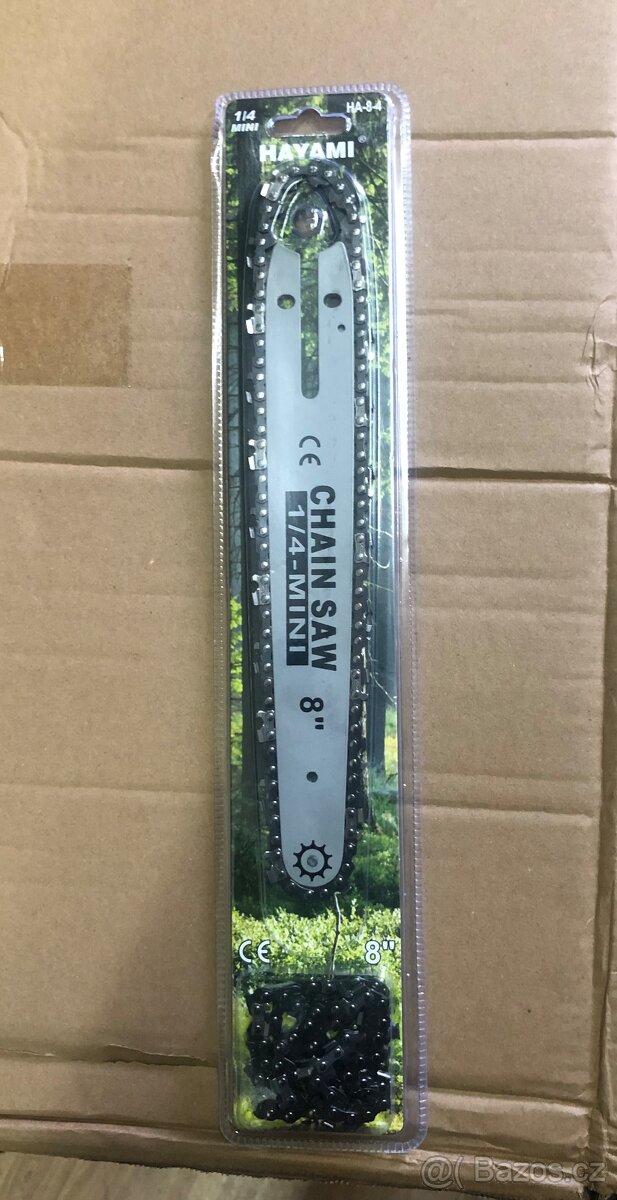 1/4
MINI
HA-8-4
HAYAMI®
CE
CHAIN SAW
1/4-MINI
8"
CE
8"
@( Bazos.cz